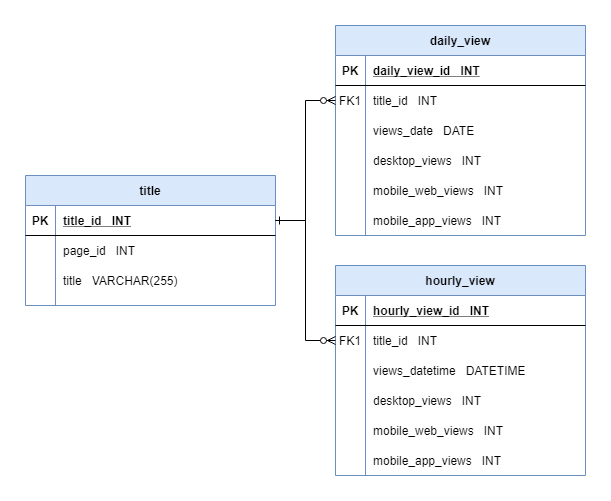 daily_view
PK daily_view_id INT
FK1 title_id INT
views_date DATE
desktop_views INT
mobile_web_views INT
mobile_app_views INT
title
PK title_id INT
page_id INT
title VARCHAR(255)
hourly_view
PK hourly_view_id INT
FK1 title_id INT
views_datetime DATETIME
desktop_views INT
mobile_web_views INT
mobile_app_views INT